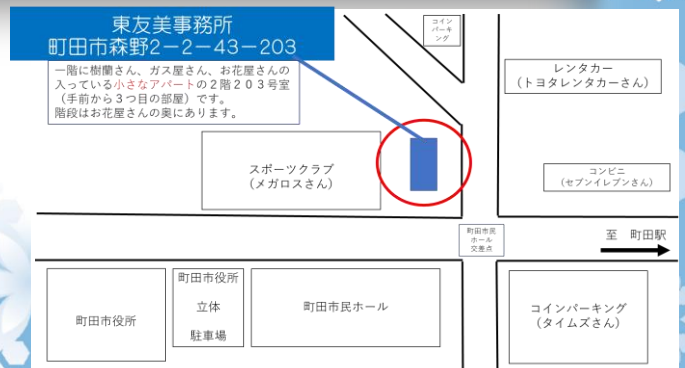 東友美事務所
町田市森野2－2－43－203
一階に樹蘭さん、ガス屋さん、お花屋さんの
入っている小さなアパートの2階203号室
（手前から3つ目の部屋）です。
階段はお花屋さんの奥にあります。
コイン
パーキ
ング
レンタカー
（トヨタレンタカーさん）
スポーツクラブ
（メガロスさん）
コンビニ
（セブンイレブンさん）
町田市民
ホール
交差点
至　町田駅
町田市役所
町田市役所
立体
駐車場
町田市民ホール
コインパーキング
（タイムズさん）